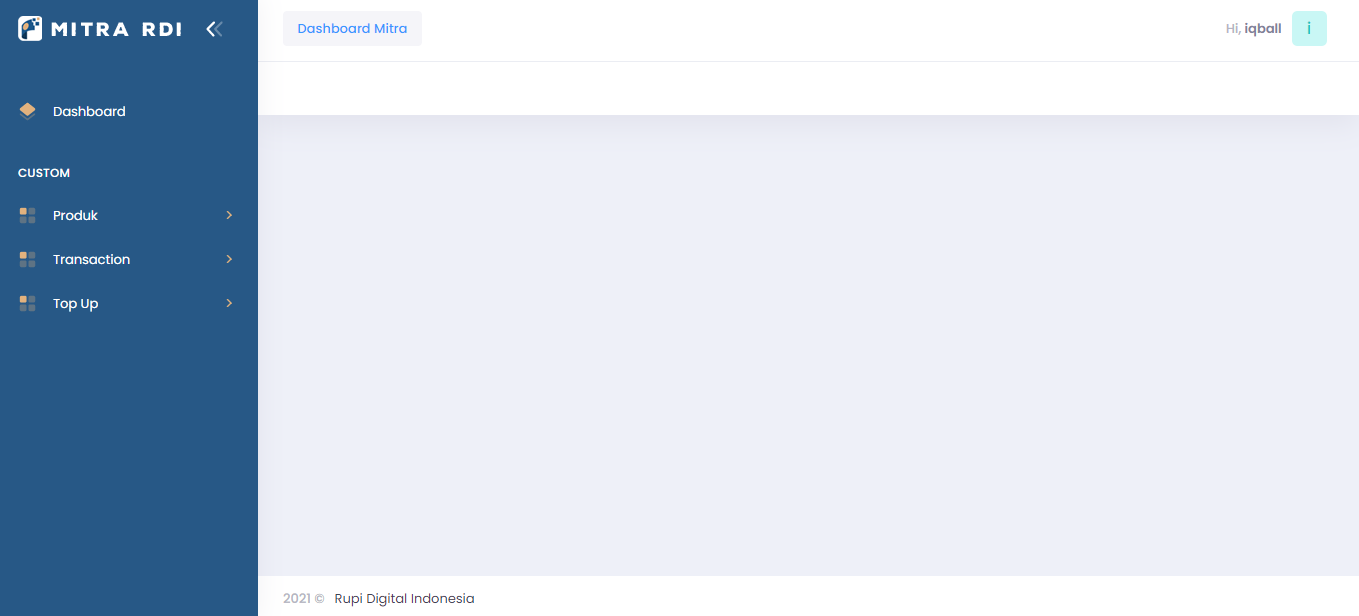 MITRA RDI
Dashboard Mitra
Hi, iqball
i
Dashboard
CUSTOM
Produk
Transaction
Top Up
2021 © Rupi Digital Indonesia